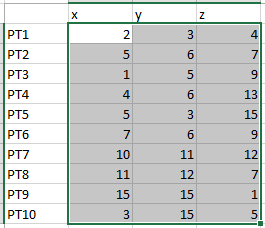 x y z
PT1 2 3 4
PT2 5 6 7
PT3 1 5 9
PT4 4 6 13
PT5 5 3 15
PT6 7 6 9
PT7 10 11 12
PT8 11 12 7
PT9 15 15 1
PT10 3 15 5